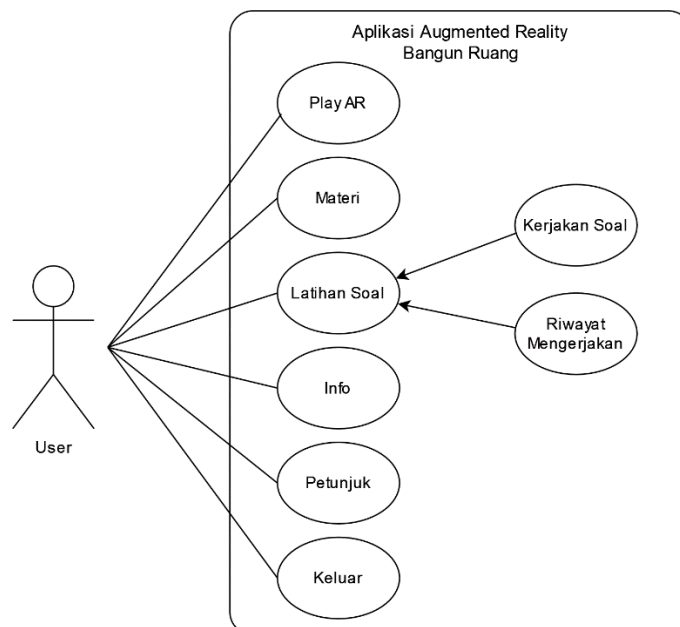 Aplikasi Augmented Reality
Bangun Ruang
Play AR
Materi
Kerjakan Soal
Latihan Soal
Riwayat
Mengerjakan
Info
User
Petunjuk
Keluar